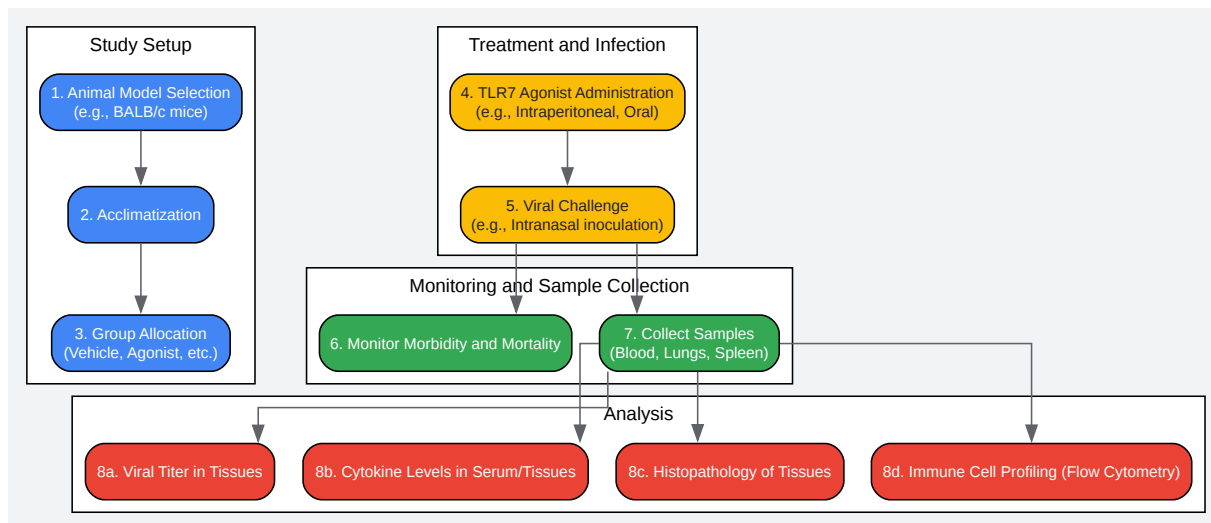 Study Setup
1. Animal Model Selection
(e.g., BALB/c mice)
2. Acclimatization
3. Group Allocation
(Vehicle, Agonist, etc.)
Treatment and Infection
4. TLR7 Agonist Administration
(e.g., Intraperitoneal, Oral)
5. Viral Challenge
(e.g., Intranasal inoculation)
Monitoring and Sample Collection
6. Monitor Morbidity and Mortality
7. Collect Samples
(Blood, Lungs, Spleen)
Analysis
8a. Viral Titer in Tissues
8b. Cytokine Levels in Serum/Tissues
8c. Histopathology of Tissues
8d. Immune Cell Profiling (Flow Cytometry)